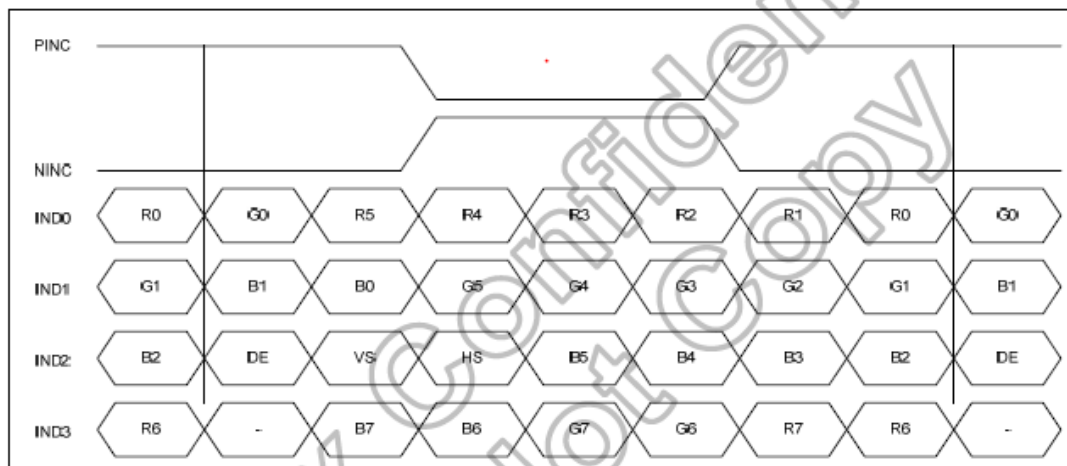 PINC
NINC
IND0 R0 G0 R5 R4 R3 R2 R1 R0 G0
IND1 G1 B1 B0 G5 G4 G3 G2 G1 B1
IND2 B2 DE VS HS B5 B4 B3 B2 DE
IND3 R6 - B7 B6 G7 G6 R7 R6 -
Confiden
Copy